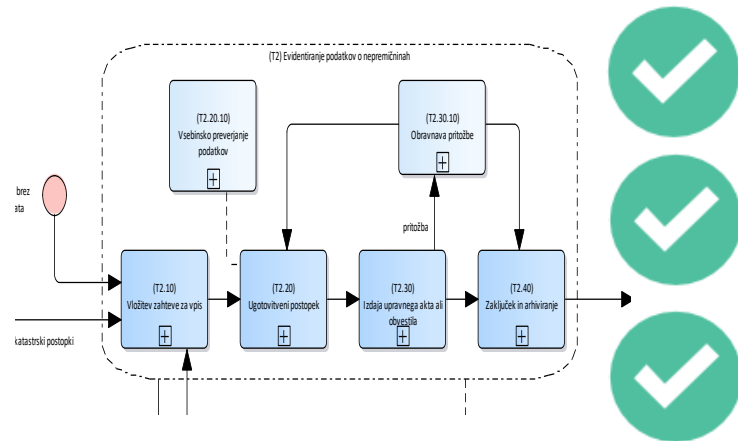 (T2) Evidentiranje podatkov o nepremičninah
(T2.20.10)
Vsebinsko preverjanje
podatkov
(T2.30.10)
Obravnava pritožbe
brez
ata
pritožba
(T2.10)
Vložitev zahteve za vpis
(T2.20)
Ugotovitveni postopek
(T2.30)
Izdaja upravnega akta ali
obvestila
(T2.40)
Zaključek in arhiviranje
katastrski postopki